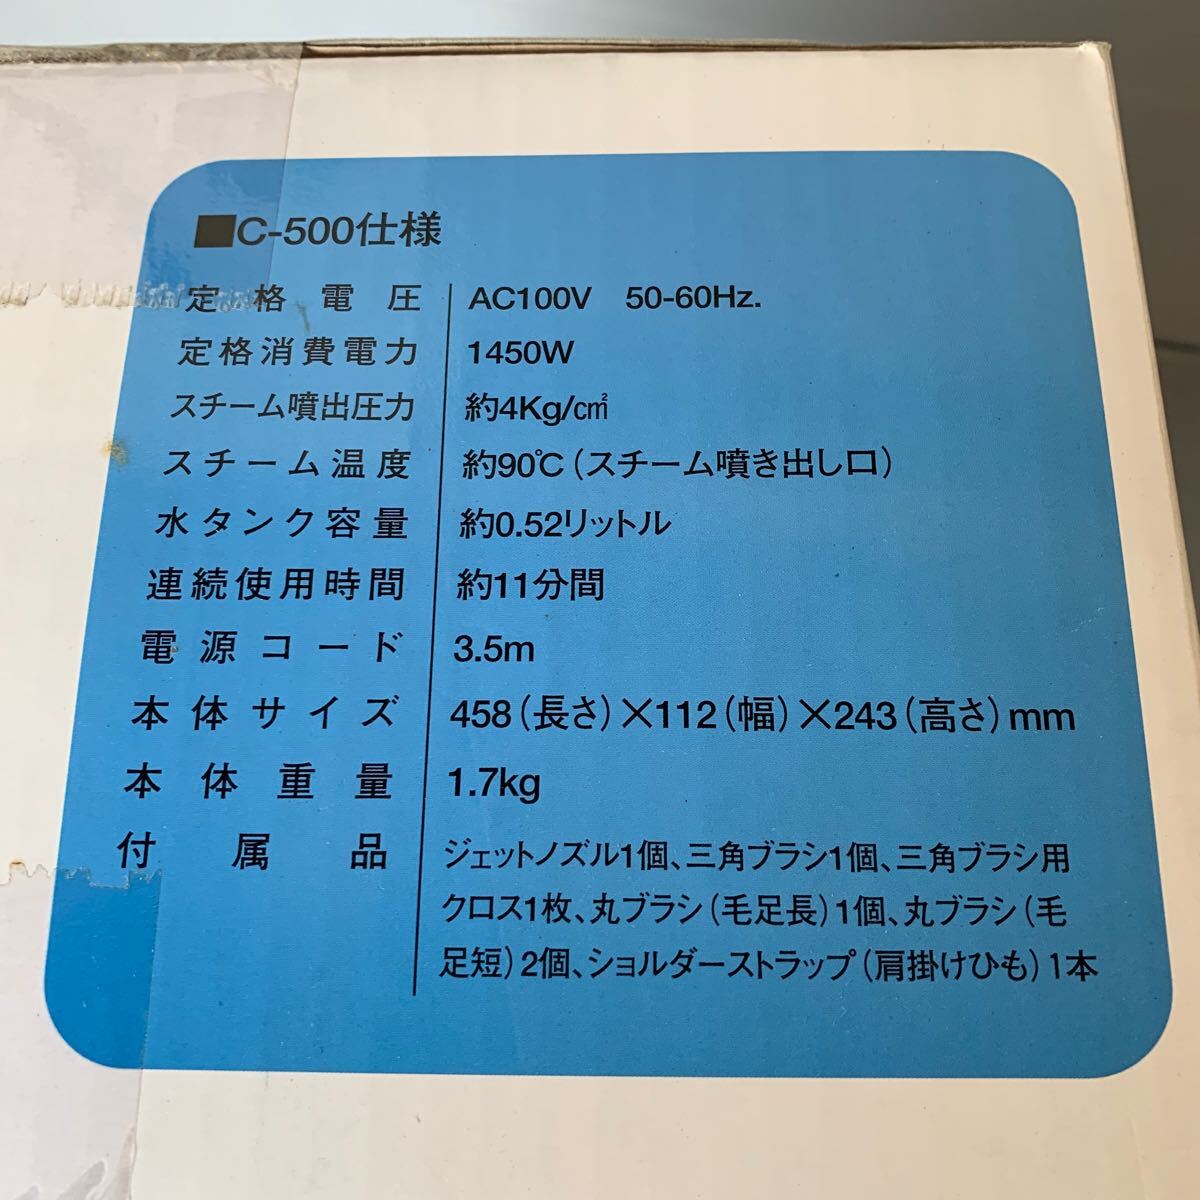 ■C-500仕様
定格電圧 AC100V 50-60Hz.
定格消費電力 1450W
スチーム噴出圧力 約4Kg/c㎡
スチーム温度 約90℃(スチーム噴き出し口)
水タンク容量 約0.52リットル
連続使用時間 約11分間
電源コード 3.5m
本体サイズ 458(長さ)×112(幅)×243(高さ)mm
本体重量 1.7kg
付属品 ジェットノズル1個、三角ブラシ1個、三角ブラシ用
クロス1枚、丸ブラシ(毛足長)1個、丸ブラシ(毛
足短)2個、ショルダーストラップ(肩掛けひも)1本